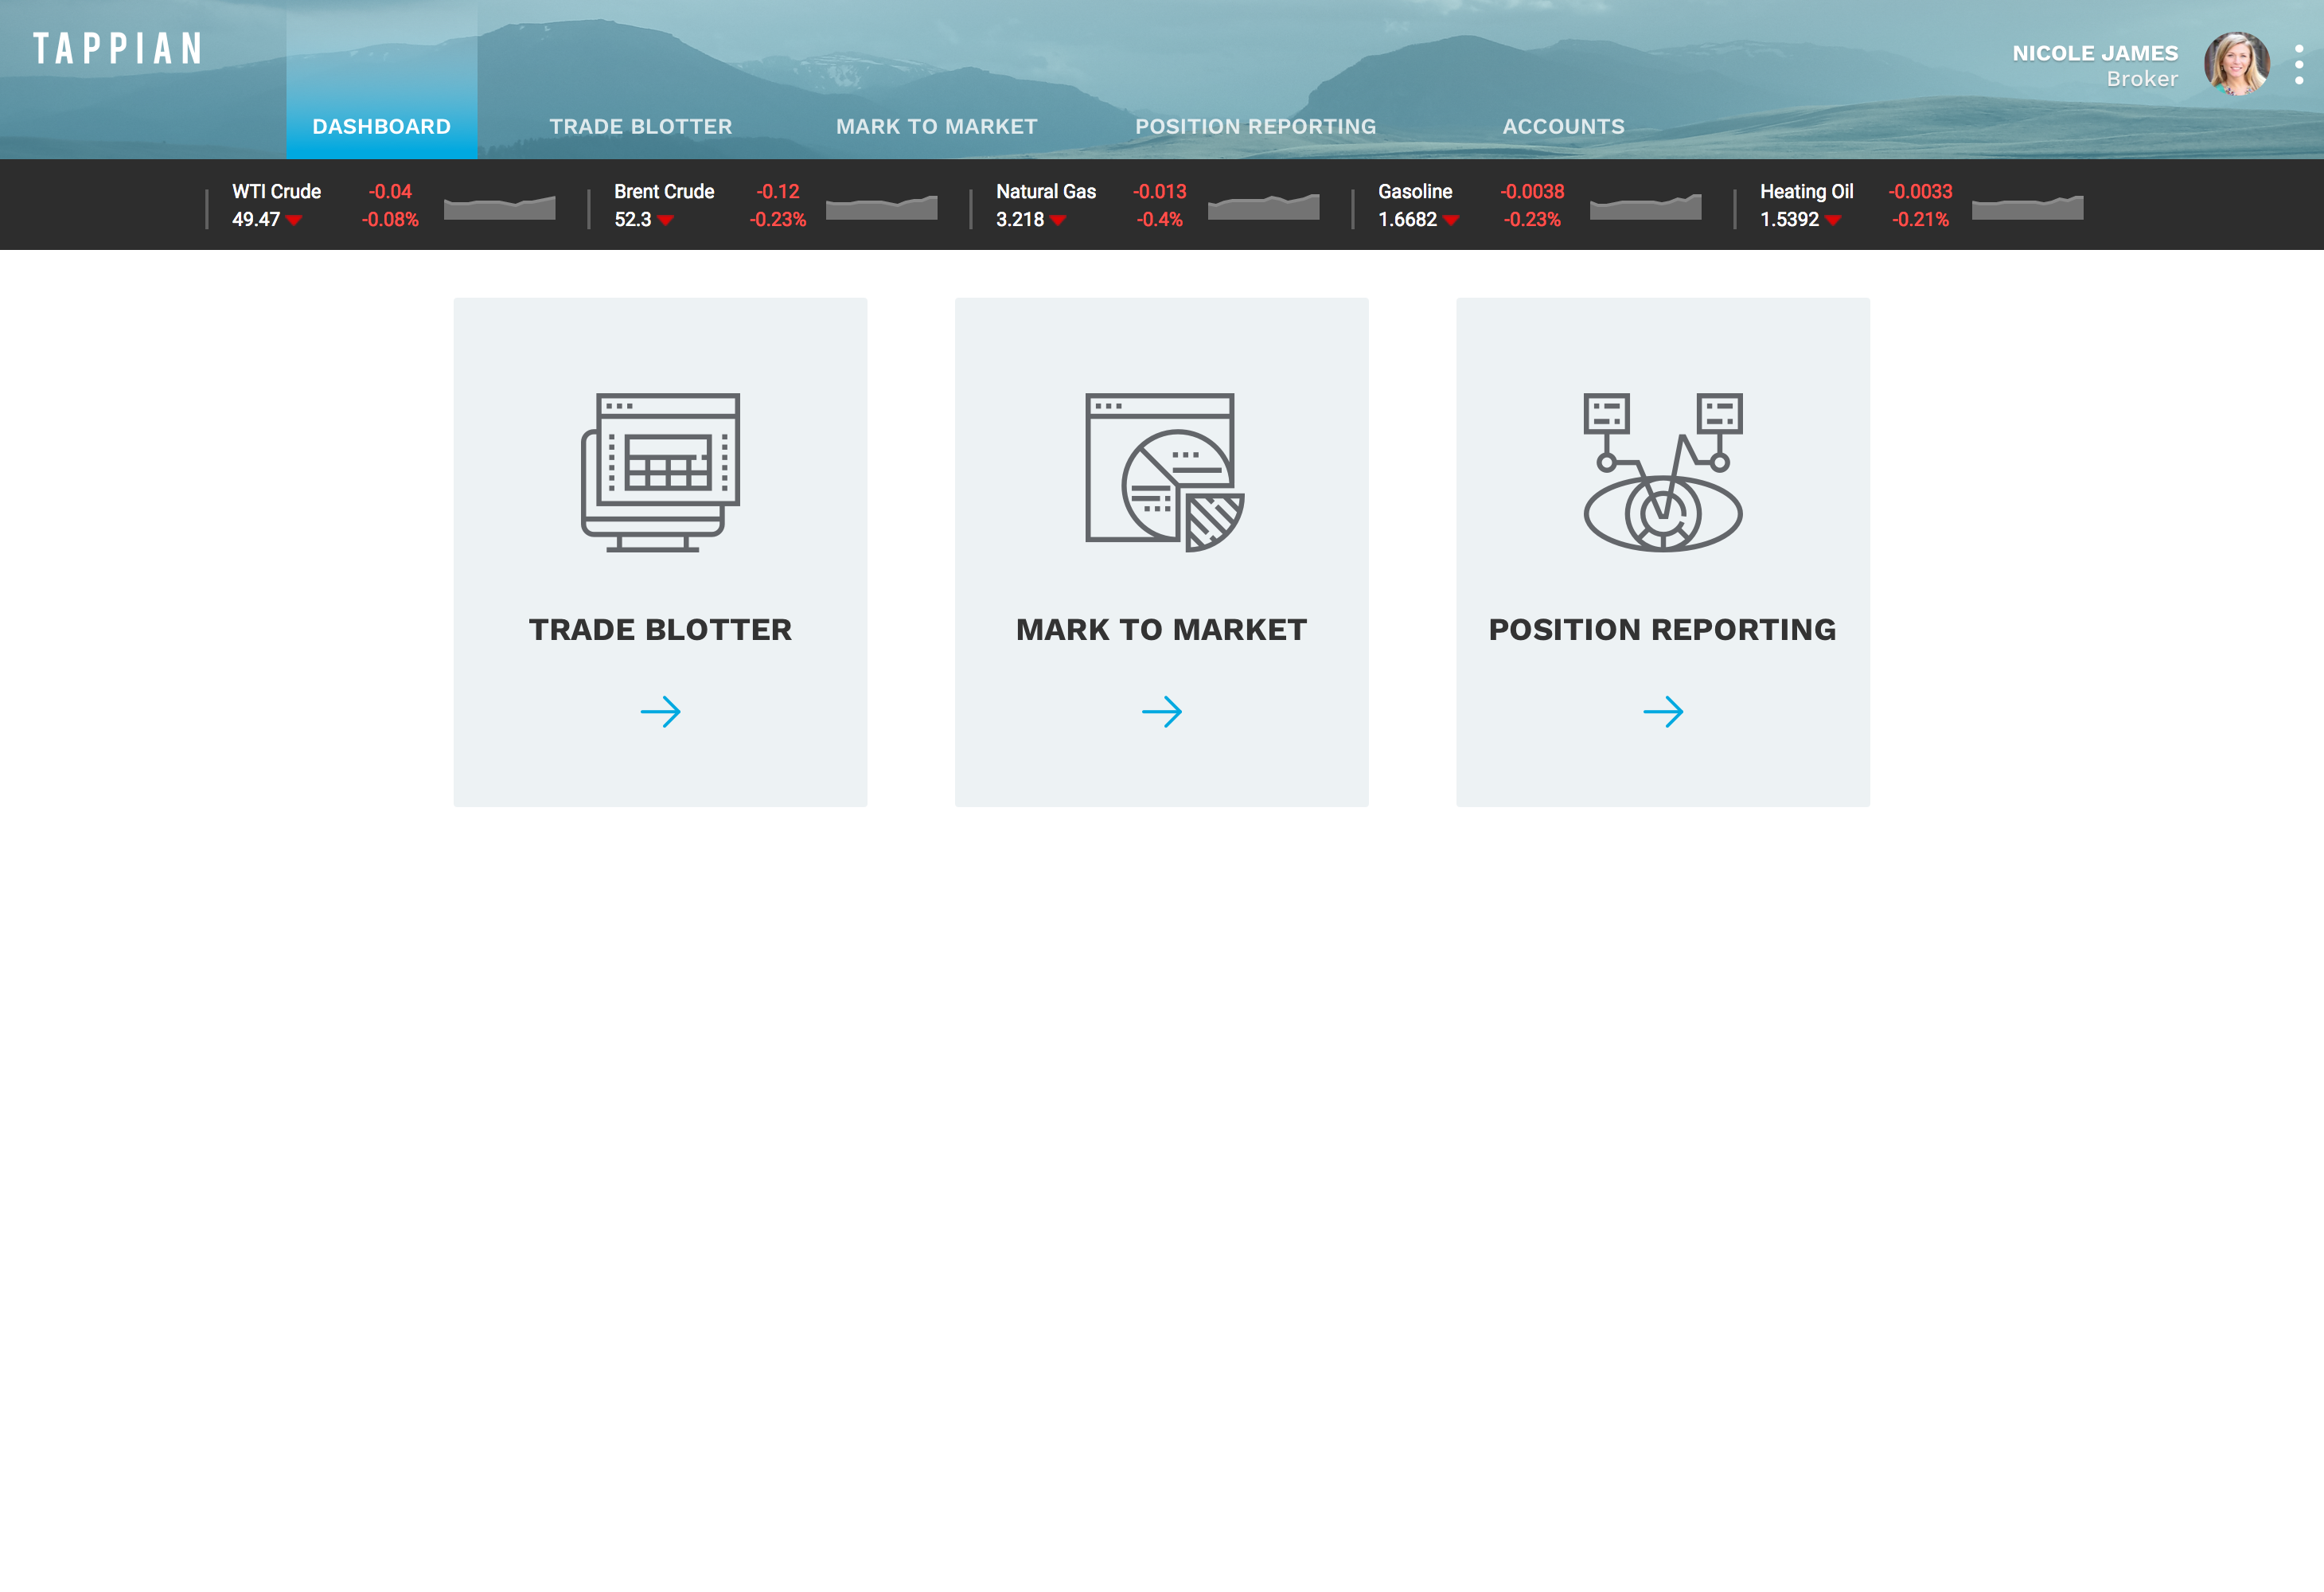 TAPPIAN
NICOLE JAMES
Broker
DASHBOARD
TRADE BLOTTER
MARK TO MARKET
POSITION REPORTING
ACCOUNTS
WTI Crude -0.04
49.47 -0.08%
Brent Crude -0.12
52.3 -0.23%
Natural Gas -0.013
3.218 -0.4%
Gasoline -0.0038
1.6682 -0.23%
Heating Oil -0.0033
1.5392 -0.21%
TRADE BLOTTER
MARK TO MARKET
POSITION REPORTING